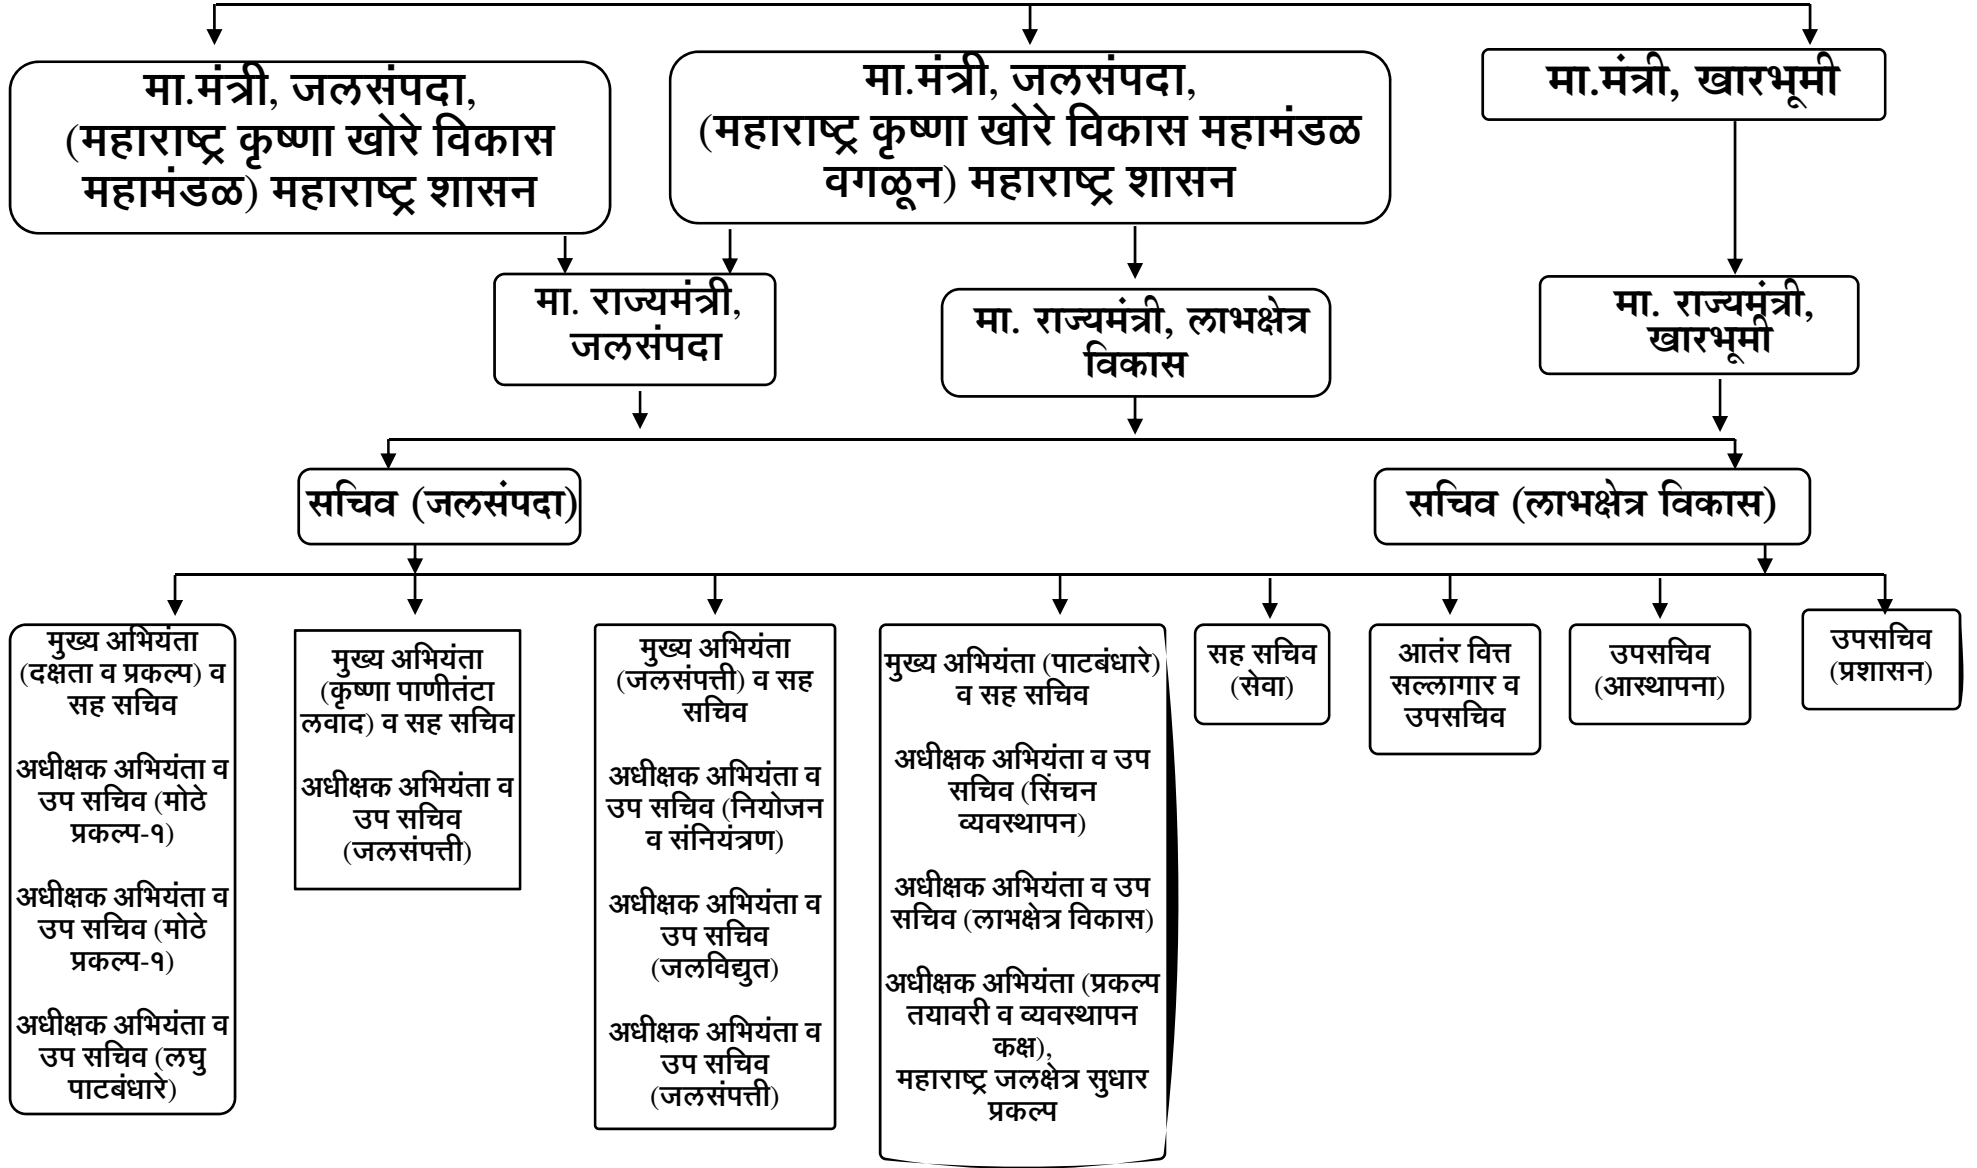 मा.मंत्री, जलसंपदा,
(महाराष्ट्र कृष्णा खोरे विकास
महामंडळ) महाराष्ट्र शासन
मा.मंत्री, जलसंपदा,
(महाराष्ट्र कृष्णा खोरे विकास महामंडळ
वगळून) महाराष्ट्र शासन
मा.मंत्री, खारभूमी
मा. राज्यमंत्री,
जलसंपदा
मा. राज्यमंत्री, लाभक्षेत्र
विकास
मा. राज्यमंत्री,
खारभूमी
सचिव (जलसंपदा)
सचिव (लाभक्षेत्र विकास)
मुख्य अभियंता
(दक्षता व प्रकल्प) व
सह सचिव
अधीक्षक अभियंता व
उप सचिव (मोठे
प्रकल्प-१)
अधीक्षक अभियंता व
उप सचिव (मोठे
प्रकल्प-१)
अधीक्षक अभियंता व
उप सचिव (लघु
पाटबंधारे)
मुख्य अभियंता
(कृष्णा पाणीतंटा
लवाद) व सह सचिव
अधीक्षक अभियंता व
उप सचिव
(जलसंपत्ती)
मुख्य अभियंता
(जलसंपत्ती) व सह
सचिव
अधीक्षक अभियंता व
उप सचिव (नियोजन
व संनियंत्रण)
अधीक्षक अभियंता व
उप सचिव
(जलविद्युत)
अधीक्षक अभियंता व
उप सचिव
(जलसंपत्ती)
मुख्य अभियंता (पाटबंधारे)
व सह सचिव
अधीक्षक अभियंता व उप
सचिव (सिंचन
व्यवस्थापन)
अधीक्षक अभियंता व उप
सचिव (लाभक्षेत्र विकास)
अधीक्षक अभियंता (प्रकल्प
तयावरी व व्यवस्थापन
कक्ष),
महाराष्ट्र जलक्षेत्र सुधार
प्रकल्प
सह सचिव
(सेवा)
आतंर वित्त
सल्लागार व
उपसचिव
उपसचिव
(आस्थापना)
उपसचिव
(प्रशासन)